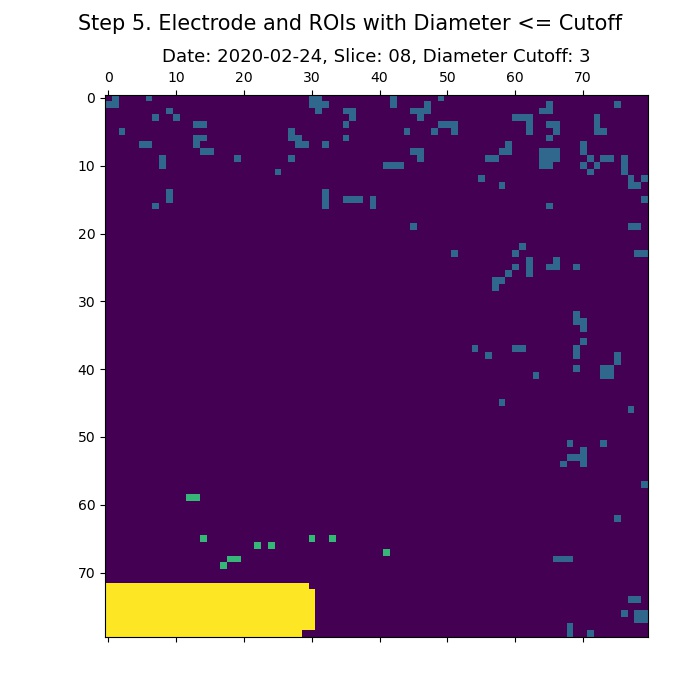 Step 5. Electrode and ROIs with Diameter <= Cutoff
Date: 2020-02-24, Slice: 08, Diameter Cutoff: 3
0 10 20 30 40 50 60 70
0
10
20
30
40
50
60
70